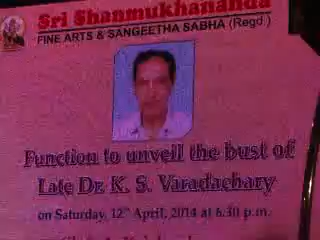 Sri Shanmukhananda
FINE ARTS & SANGEETHA SABHA (Regd.)
Function to unveil the bust of
Late Dr. K. S. Varadachary
on Saturday, 12th April, 2014 at 6.30 p.m.